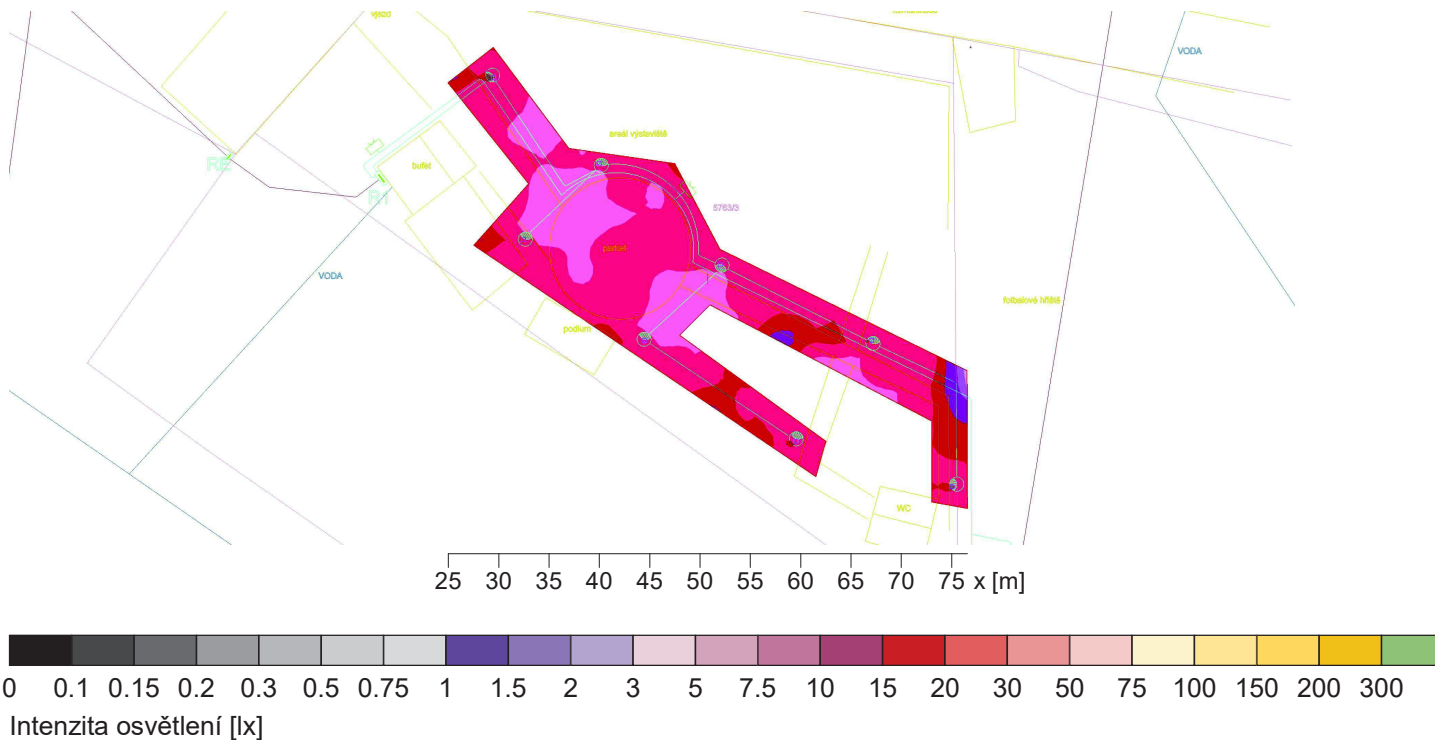 vjezd
VODA
areál výstaviště
RE
bufet
R1
5763/3
parket
VODA
fotbalové hřiště
podium
WC
25 30 35 40 45 50 55 60 65 70 75 x [m]
0 0.1 0.15 0.2 0.3 0.5 0.75 1 1.5 2 3 5 7.5 10 15 20 30 50 75 100 150 200 300
Intenzita osvětlení [lx]